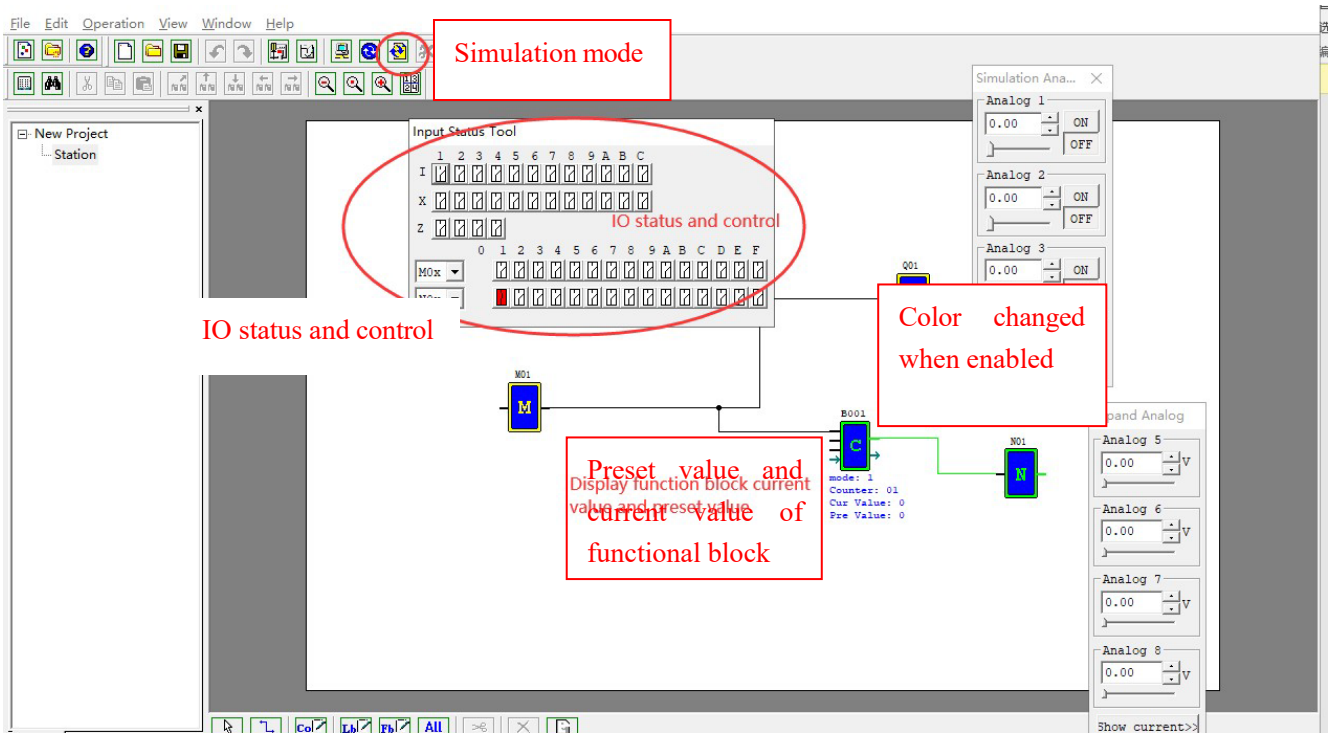 File Edit Operation View Window Help
Simulation mode
New Project
Station
Input Status Tool
1 2 3 4 5 6 7 8 9 A B C
I
X
Z
IO status and control
0 1 2 3 4 5 6 7 8 9 A B C D E F
M0x
IO status and control
Simulation Ana...
Analog 1
0.00
ON
OFF
Analog 2
0.00
ON
OFF
Analog 3
0.00
ON
Q01
Color changed
when enabled
M01
M
B001
C
mode: 1
Counter: 01
Cur Value: 0
Pre Value: 0
N01
N
Display function block current
value and preset value
Preset value and
current value of
functional block
pand Analog
Analog 5
0.00 V
Analog 6
0.00 V
Analog 7
0.00 V
Analog 8
0.00 V
Show current>>
Co Lb Fb All